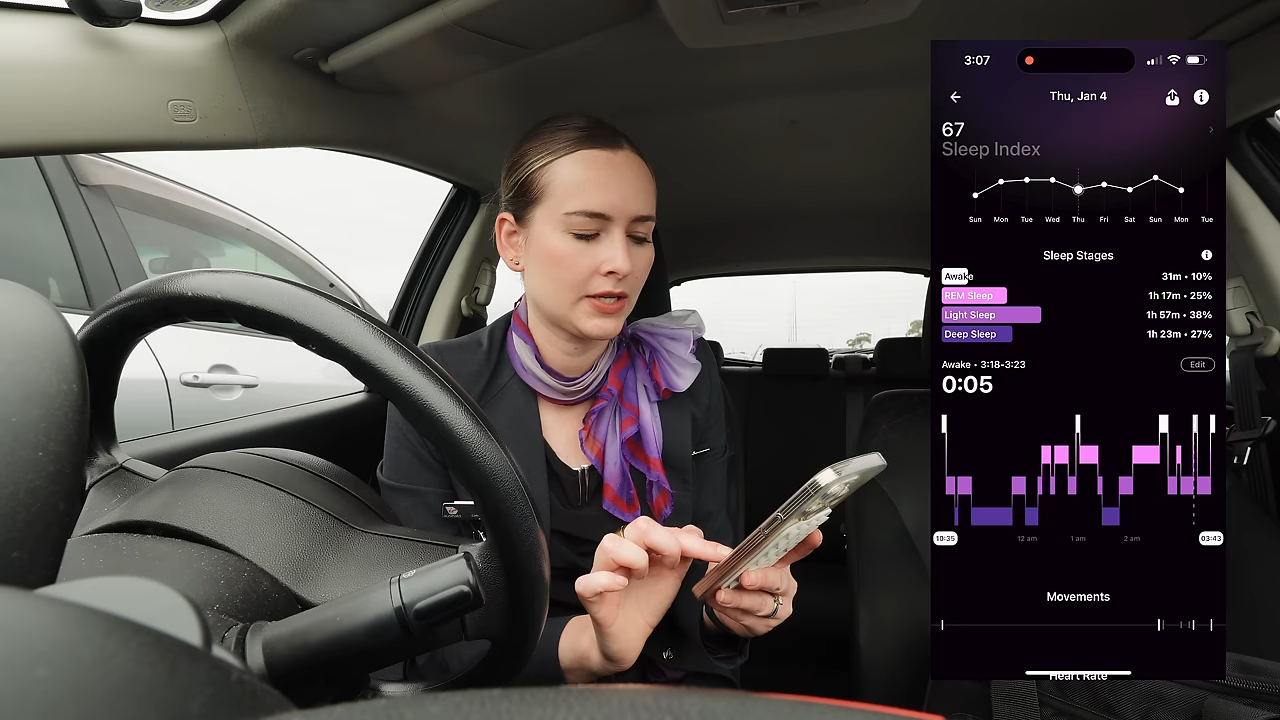 SRS
3:07
Thu, Jan 4
67
Sleep Index
Sun Mon Tue Wed Thu Fri Sat Sun Mon Tue
Sleep Stages
Awake 31m • 10%
REM Sleep 1h 17m • 25%
Light Sleep 1h 57m • 38%
Deep Sleep 1h 23m • 27%
Awake • 3:18-3:23 Edit
0:05
10:35 12 am 1 am 2 am 03:43
Movements
Heart Rate